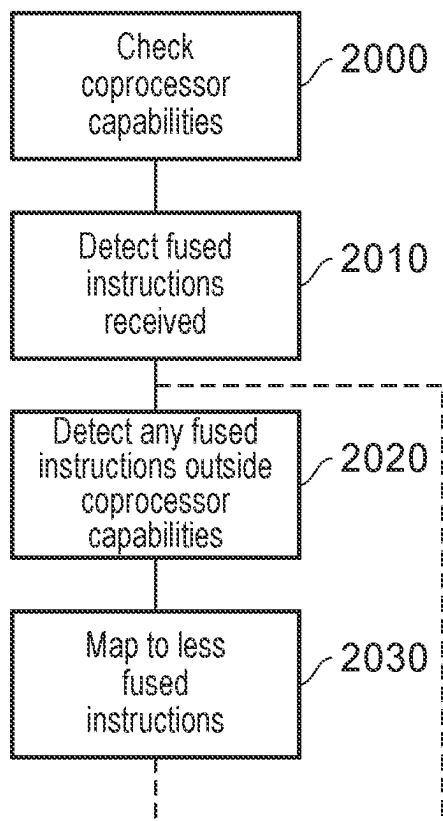 Check
coprocessor
capabilities
2000
Detect fused
instructions
received
2010
Detect any fused
instructions outside
coprocessor
capabilities
2020
Map to less
fused
instructions
2030